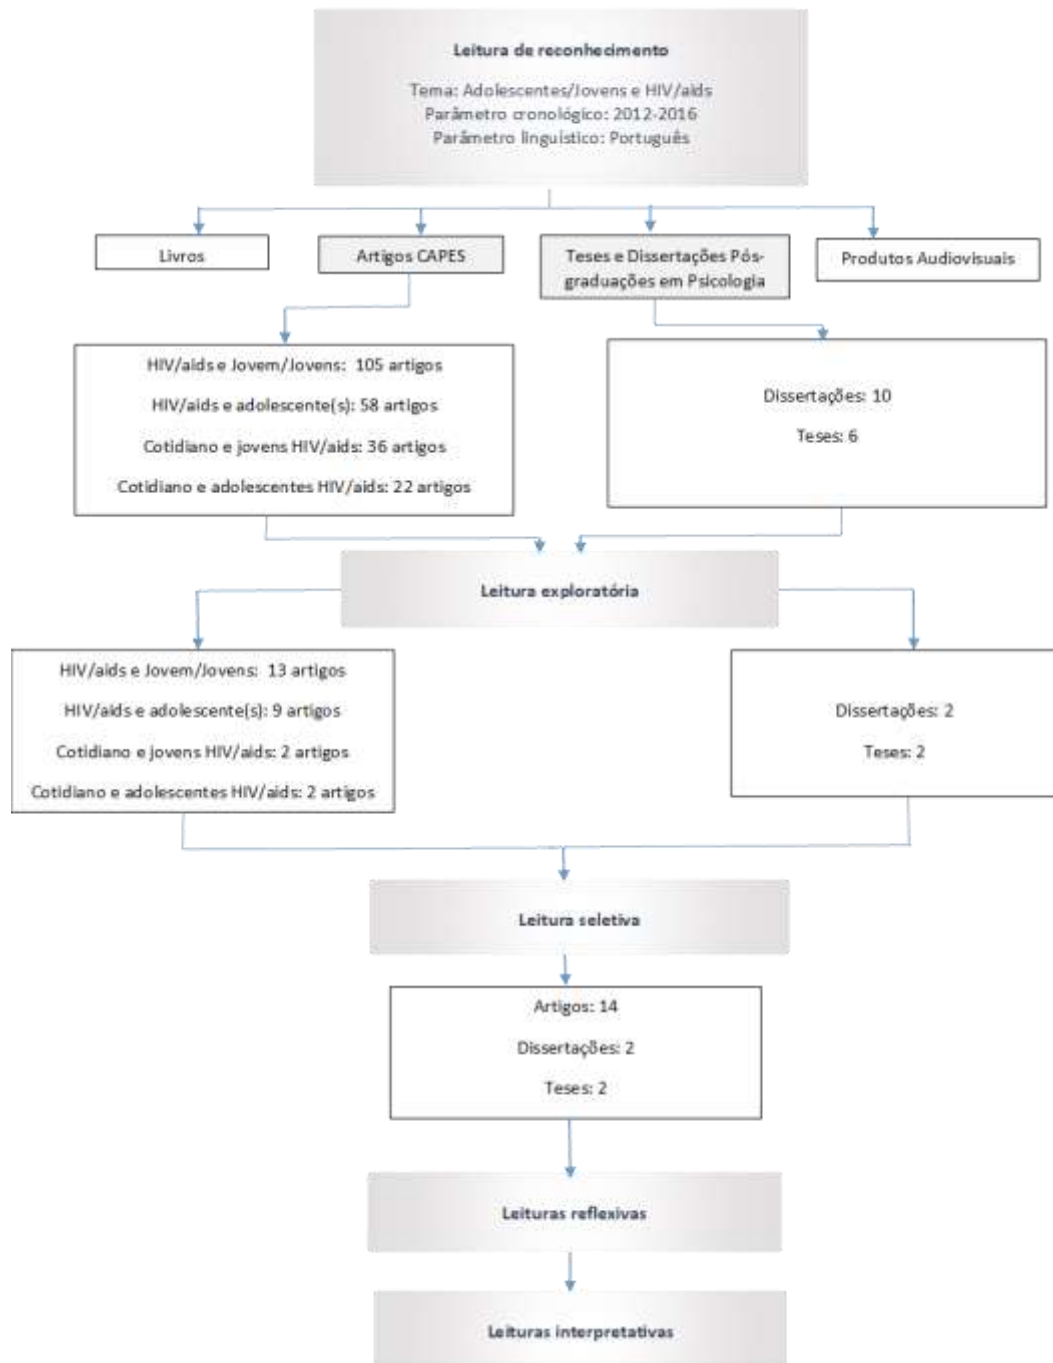 Leitura de reconhecimento
Tema: Adolescentes/Jovens e HIV/aids
Parâmetro cronológico: 2012-2016
Parâmetro linguístico: Português
Livros
Artigos CAPES
Teses e Dissertações Pós-
graduações em Psicologia
Produtos Audiovisuais
HIV/aids e Jovem/Jovens: 105 artigos
HIV/aids e adolescente(s): 58 artigos
Cotidiano e jovens HIV/aids: 36 artigos
Cotidiano e adolescentes HIV/aids: 22 artigos
Dissertações: 10
Teses: 6
Leitura exploratória
HIV/aids e Jovem/Jovens: 13 artigos
HIV/aids e adolescente(s): 9 artigos
Cotidiano e jovens HIV/aids: 2 artigos
Cotidiano e adolescentes HIV/aids: 2 artigos
Dissertações: 2
Teses: 2
Leitura seletiva
Artigos: 14
Dissertações: 2
Teses: 2
Leituras reflexivas
Leituras interpretativas